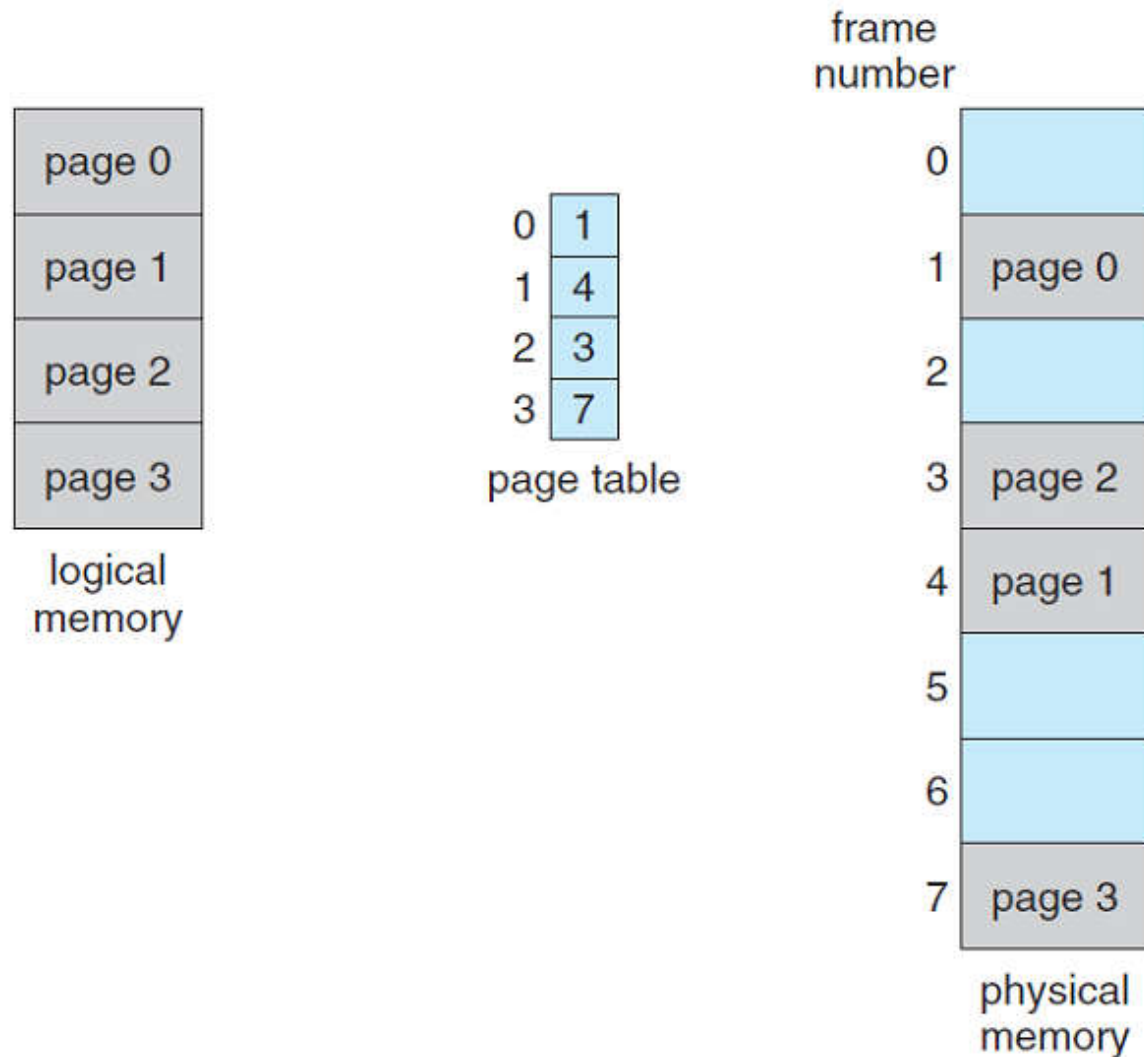 page 0
page 1
page 2
page 3
logical
memory
0 1
1 4
2 3
3 7
page table
frame
number
0
1 page 0
2
3 page 2
4 page 1
5
6
7 page 3
physical
memory